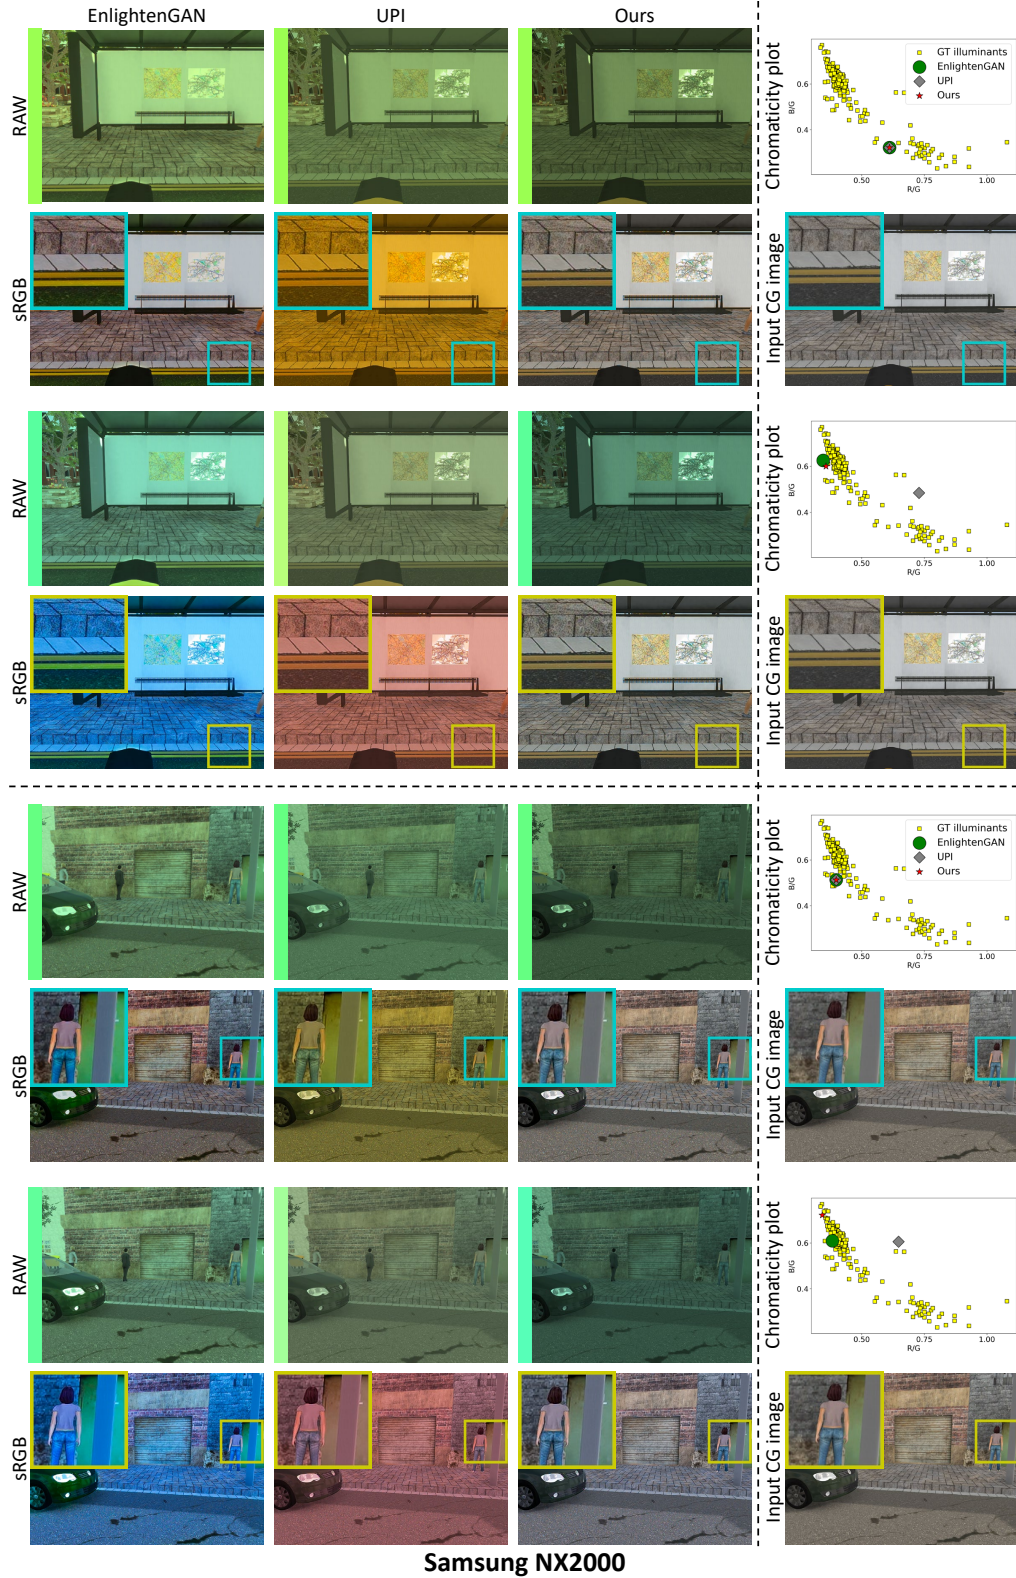 EnlightenGAN UPI Ours
RAW
Chromaticity plot
GT illuminants
EnlightenGAN
UPI
Ours
0.6
0.4
B/G
0.50 0.75 1.00
R/G
sRGB
Input CG image
RAW
Chromaticity plot
0.6
0.4
B/G
0.50 0.75 1.00
R/G
sRGB
Input CG image
RAW
Chromaticity plot
GT illuminants
EnlightenGAN
UPI
Ours
0.6
0.4
B/G
0.50 0.75 1.00
R/G
sRGB
Input CG image
RAW
Chromaticity plot
0.6
0.4
B/G
0.50 0.75 1.00
R/G
sRGB
Input CG image
Samsung NX2000